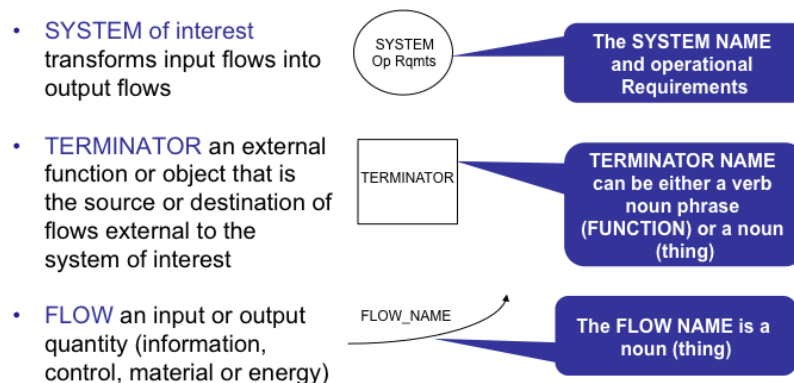 • SYSTEM of interest
transforms input flows into
output flows
SYSTEM
Op Rqmts
The SYSTEM NAME
and operational
Requirements
• TERMINATOR an external
function or object that is
the source or destination of
flows external to the
system of interest
TERMINATOR
TERMINATOR NAME
can be either a verb
noun phrase
(FUNCTION) or a noun
(thing)
• FLOW an input or output
quantity (information,
control, material or energy)
FLOW_NAME
The FLOW NAME is a
noun (thing)